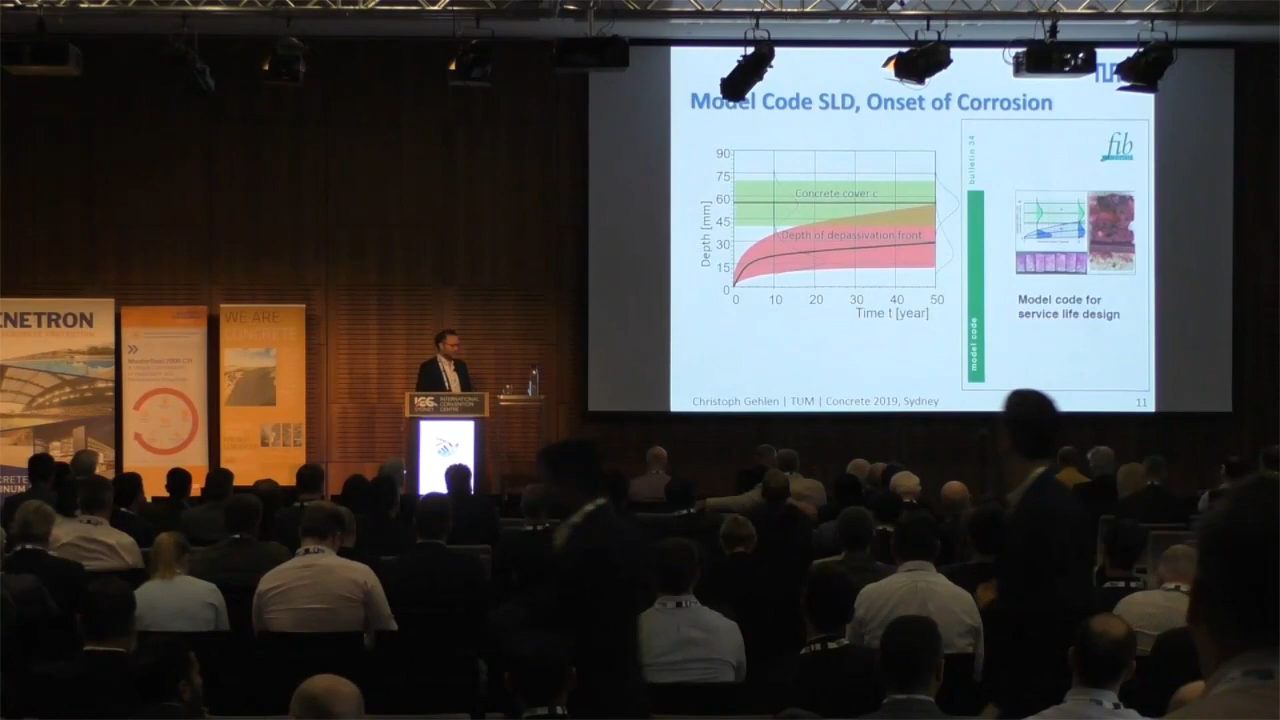 Model Code SLD, Onset of Corrosion
90
75
60
45
30
15
0
Depth [mm]
Concrete cover c
Depth of depassivation front
0 10 20 30 40 50
Time t [year]
bulletin 34
model code
fib
Model code for
service life design
Christoph Gehlen | TUM | Concrete 2019, Sydney
11
ENETRON
WE ARE
ICC
SYDNEY
INTERNATIONAL
CONVENTION
CENTRE